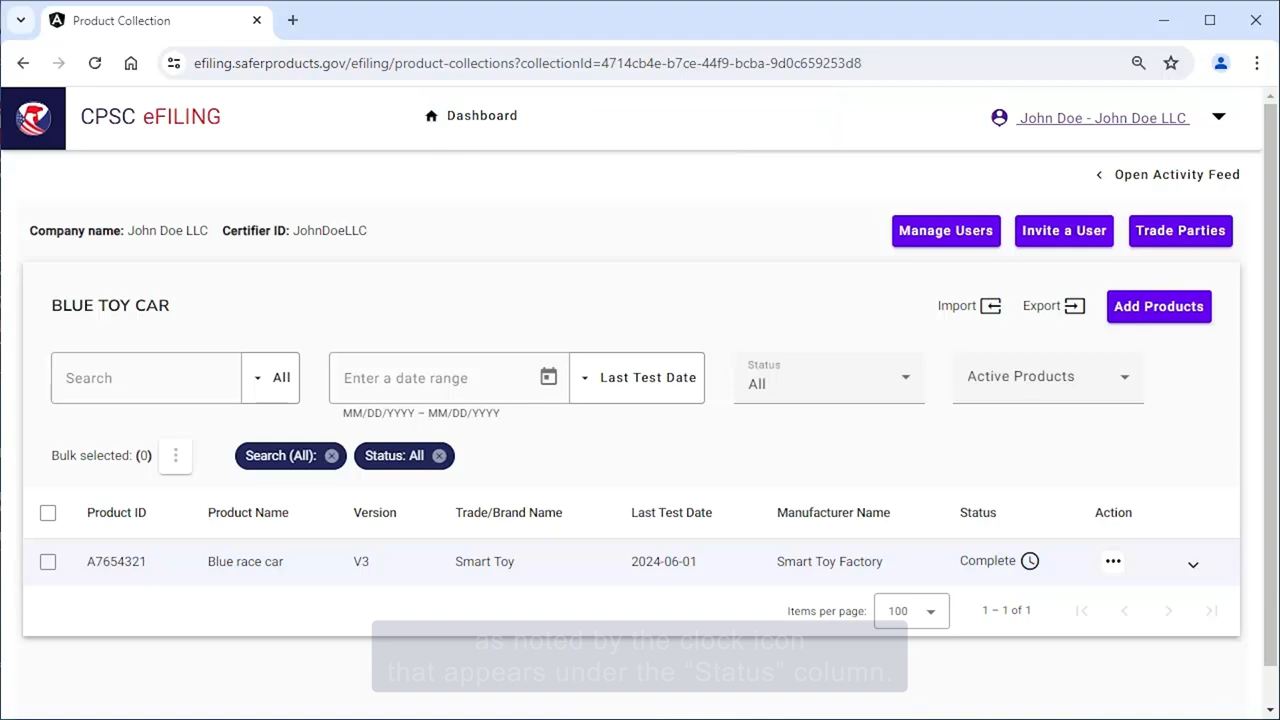 Product Collection
efiling.saferproducts.gov/efiling/product-collections?collectionId=4714cb4e-b7ce-44f9-bcba-9d0c659253d8
CPSC eFILING
Dashboard
John Doe - John Doe LLC
Open Activity Feed
Company name: John Doe LLC Certifier ID: JohnDoeLLC
Manage Users Invite a User Trade Parties
BLUE TOY CAR
Import Export Add Products
Search All
Enter a date range Last Test Date
Status
All
Active Products
MM/DD/YYYY – MM/DD/YYYY
Bulk selected: (0) Search (All): Status: All
Product ID Product Name Version Trade/Brand Name Last Test Date Manufacturer Name Status Action
A7654321 Blue race car V3 Smart Toy 2024-06-01 Smart Toy Factory Complete
Items per page: 100 1 – 1 of 1
as noted by the clock icon
that appears under the “Status” column.